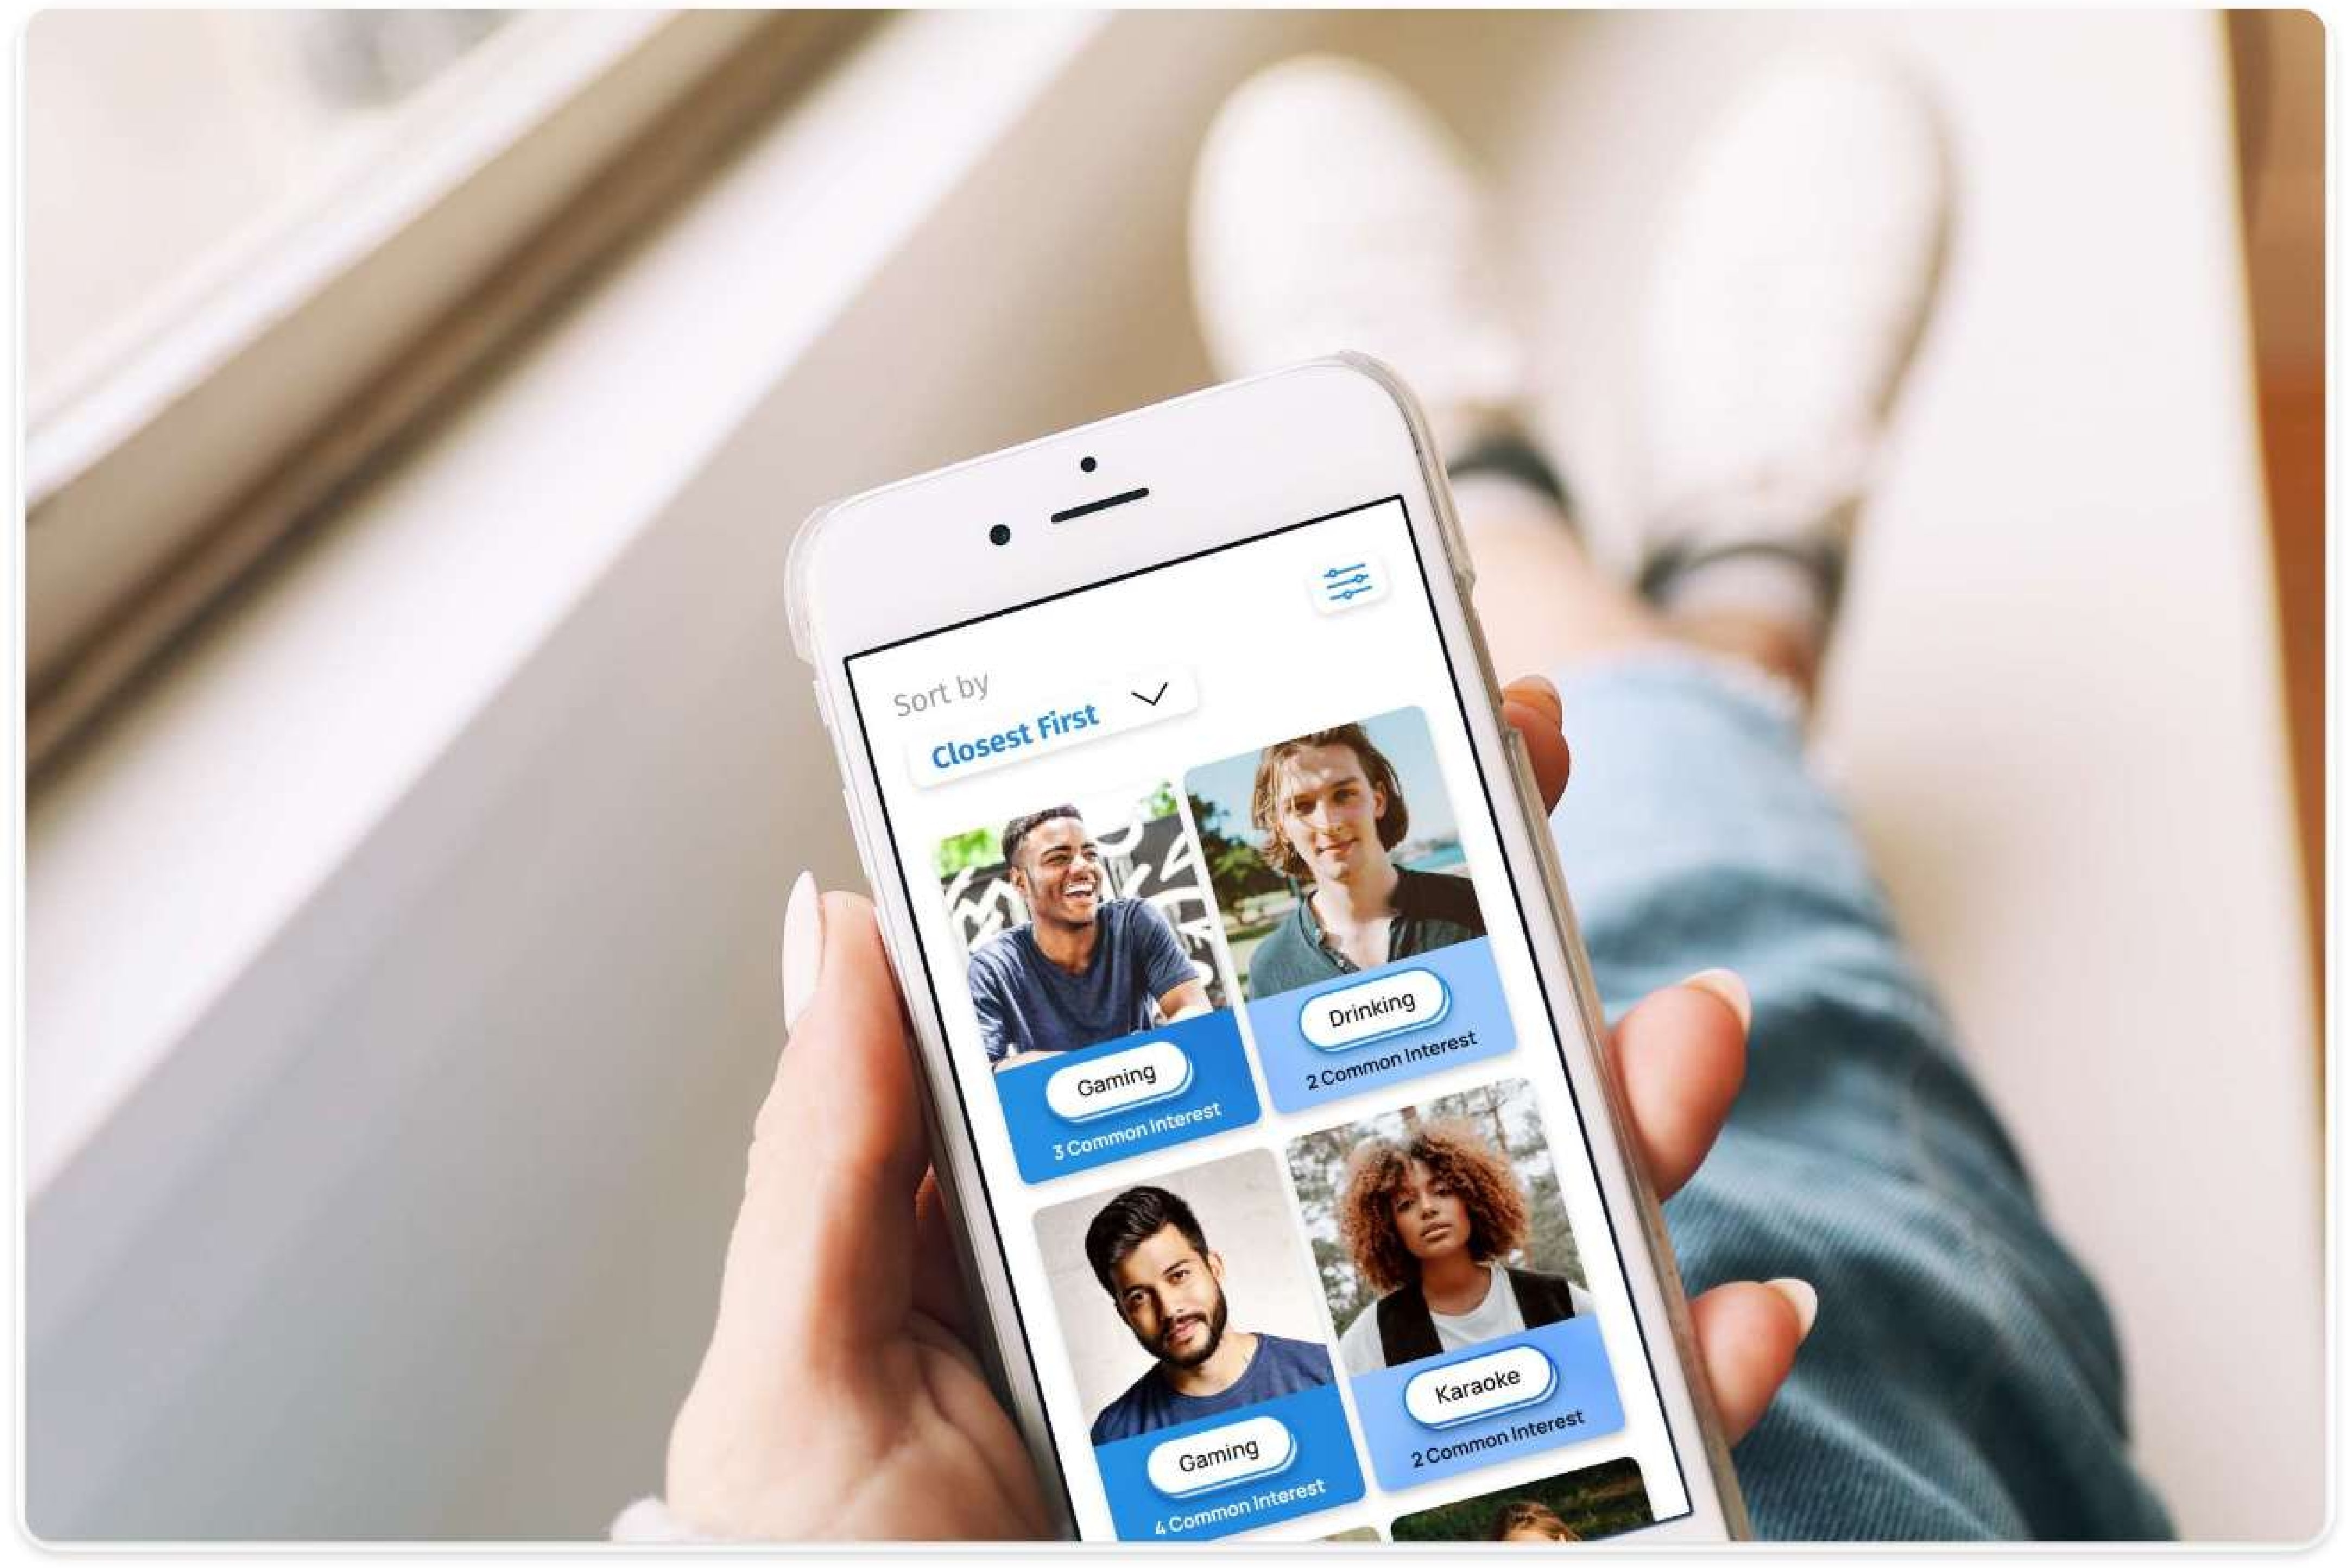 Sort by
Closest First
Gaming
3 Common Interest
Drinking
2 Common Interest
Gaming
4 Common Interest
Karaoke
2 Common Interest